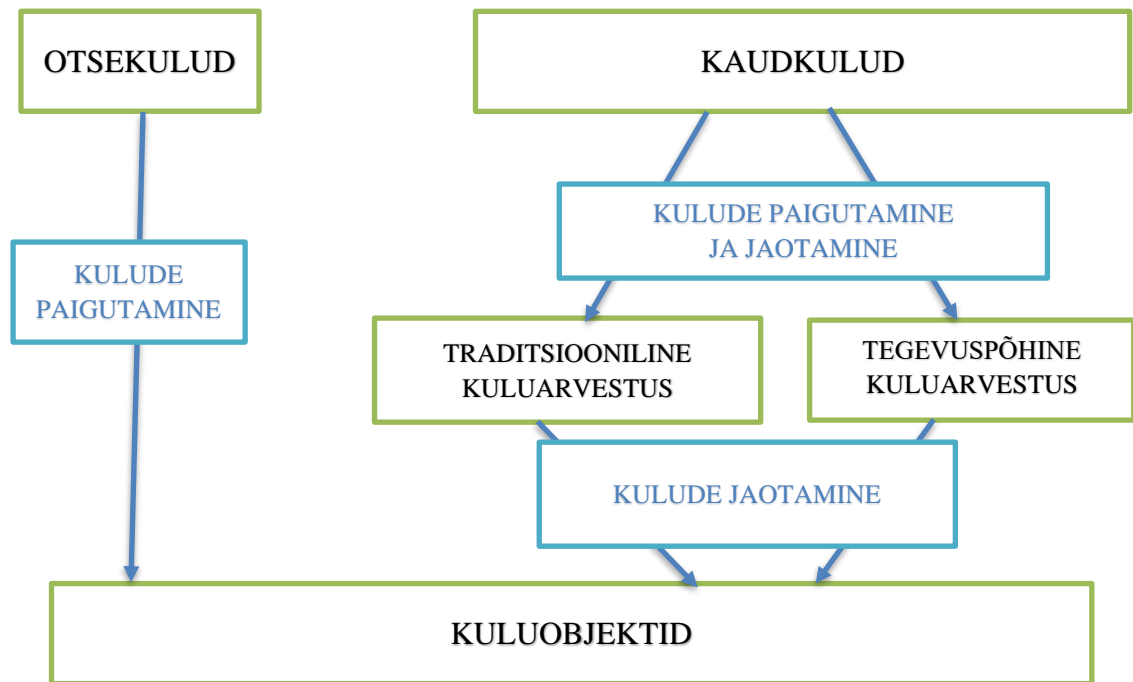 OTSEKULUD
KAUDKULUD
KULUDE PAIGUTAMINE
JA JAOTAMINE
KULUDE
PAIGUTAMINE
TRADITSIOONILINE
KULUARVESTUS
TEGEVUSPÕHINE
KULUARVESTUS
KULUDE JAOTAMINE
KULUOBJEKTID